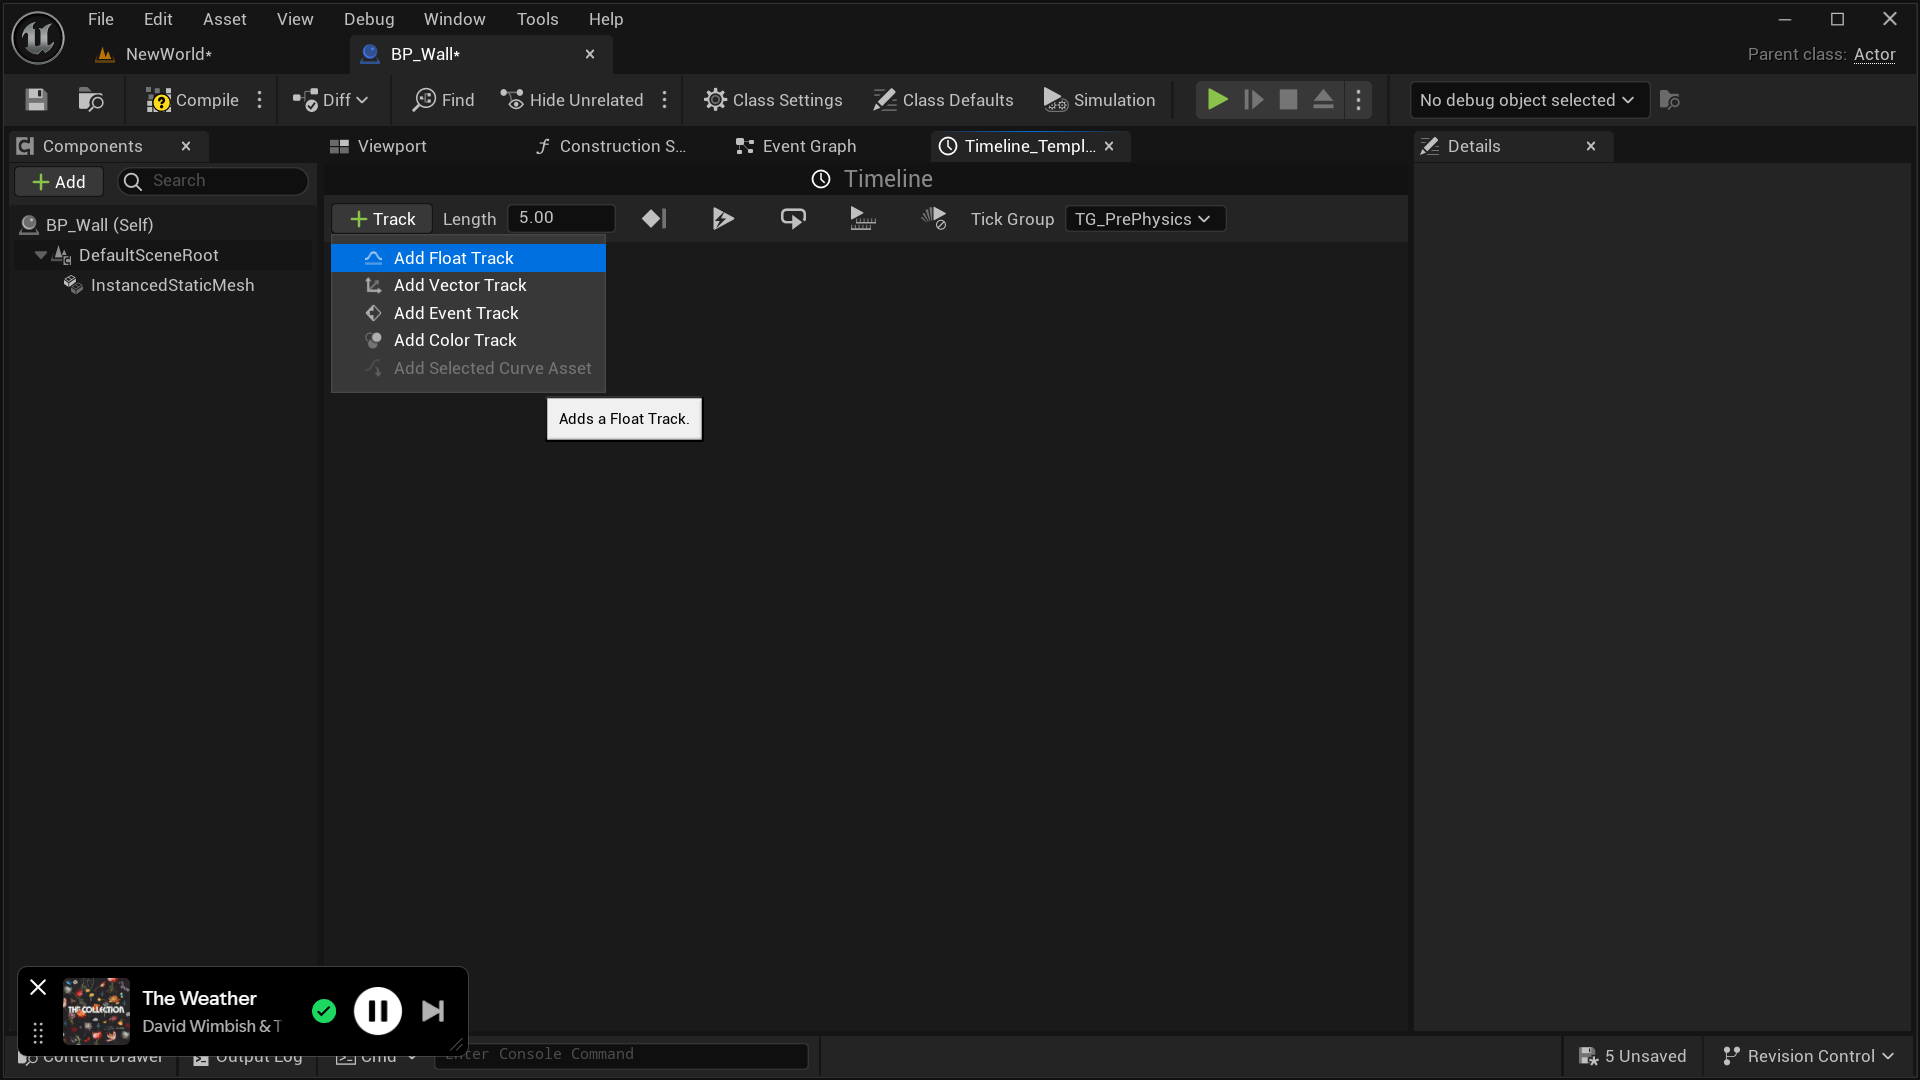 File Edit Asset View Debug Window Tools Help
NewWorld*
BP_Wall*
Parent class: Actor
Compile
Diff
Find
Hide Unrelated
Class Settings
Class Defaults
Simulation
No debug object selected
Components
Viewport
Construction S...
Event Graph
Timeline_Templ...
Details
Add
Search
Timeline
BP_Wall (Self)
Track
Length
5.00
Tick Group
TG_PrePhysics
DefaultSceneRoot
InstancedStaticMesh
Add Float Track
Add Vector Track
Add Event Track
Add Color Track
Add Selected Curve Asset
Adds a Float Track.
THE COLLECTION
The Weather
David Wimbish & T
Content Drawer
Output Log
Cmd
Enter Console Command
5 Unsaved
Revision Control